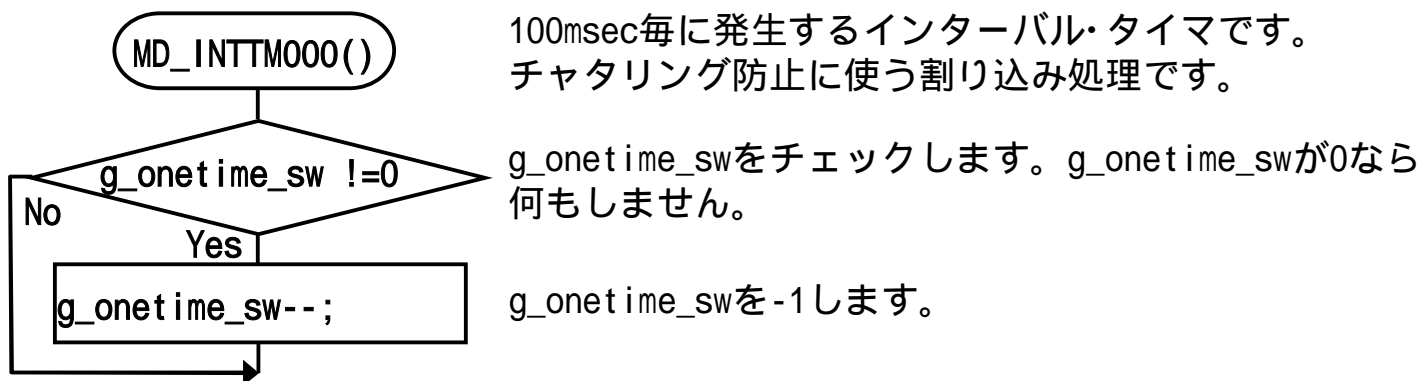 MD_INTTM000()
100msec毎に発生するインターバル・タイマです。
チャタリング防止に使う割り込み処理です。
g_onetime_sw !=0
g_onetime_swをチェックします。g_onetime_swが0なら
何もしません。
No
Yes
g_onetime_sw--;
g_onetime_swを-1します。